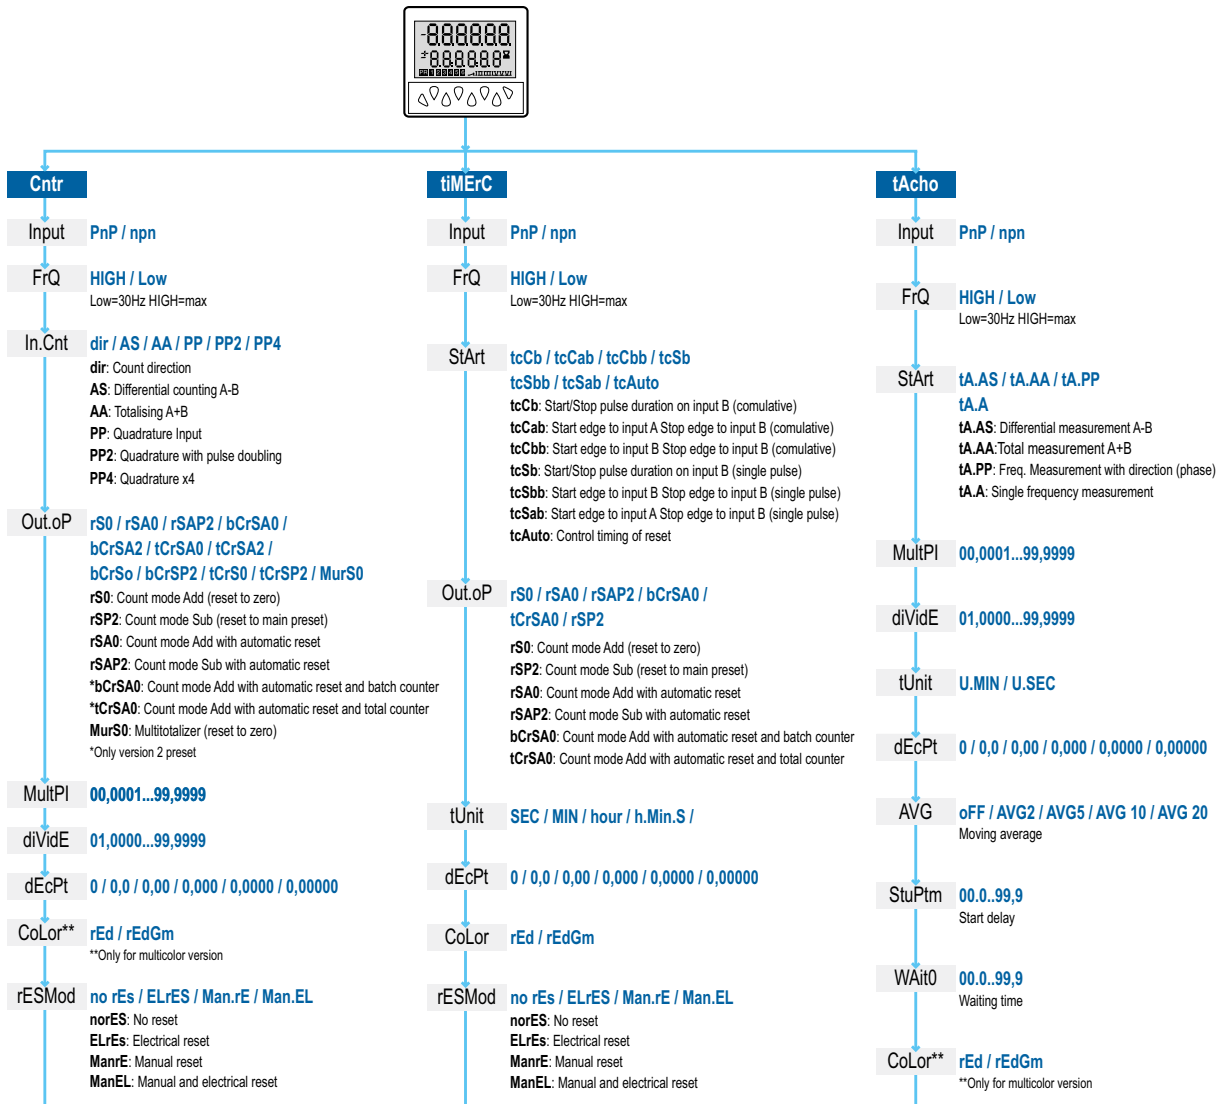 -8.8.8.8.8.8
±8.8.8.8.8.8
Cntr
Input PnP / npn
FrQ HIGH / Low
Low=30Hz HIGH=max
In.Cnt dir / AS / AA / PP / PP2 / PP4
dir: Count direction
AS: Differential counting A-B
AA: Totalising A+B
PP: Quadrature Input
PP2: Quadrature with pulse doubling
PP4: Quadrature x4
Out.oP rS0 / rSA0 / rSAP2 / bCrSA0 /
bCrSA2 / tCrSA0 / tCrSA2 /
bCrSo / bCrSP2 / tCrS0 / tCrSP2 / MurS0
rS0: Count mode Add (reset to zero)
rSP2: Count mode Sub (reset to main preset)
rSA0: Count mode Add with automatic reset
rSAP2: Count mode Sub with automatic reset
*bCrSA0: Count mode Add with automatic reset and batch counter
*tCrSA0: Count mode Add with automatic reset and total counter
MurS0: Multitotalizer (reset to zero)
*Only version 2 preset
MultPl 00,0001...99,9999
diVidE 01,0000...99,9999
dEcPt 0 / 0,0 / 0,00 / 0,000 / 0,0000 / 0,00000
CoLor** rEd / rEdGm
**Only for multicolor version
rESMod no rEs / ELrES / Man.rE / Man.EL
norES: No reset
ELrEs: Electrical reset
ManrE: Manual reset
ManEL: Manual and electrical reset
tiMErC
Input PnP / npn
FrQ HIGH / Low
Low=30Hz HIGH=max
StArt tcCb / tcCab / tcCbb / tcSb
tcSbb / tcSab / tcAuto
tcCb: Start/Stop pulse duration on input B (comulative)
tcCab: Start edge to input A Stop edge to input B (comulative)
tcCbb: Start edge to input B Stop edge to input B (comulative)
tcSb: Start/Stop pulse duration on input B (single pulse)
tcSbb: Start edge to input B Stop edge to input B (single pulse)
tcSab: Start edge to input A Stop edge to input B (single pulse)
tcAuto: Control timing of reset
Out.oP rS0 / rSA0 / rSAP2 / bCrSA0 /
tCrSA0 / rSP2
rS0: Count mode Add (reset to zero)
rSP2: Count mode Sub (reset to main preset)
rSA0: Count mode Add with automatic reset
rSAP2: Count mode Sub with automatic reset
bCrSA0: Count mode Add with automatic reset and batch counter
tCrSA0: Count mode Add with automatic reset and total counter
tUnit SEC / MIN / hour / h.Min.S /
dEcPt 0 / 0,0 / 0,00 / 0,000 / 0,0000 / 0,00000
CoLor rEd / rEdGm
rESMod no rEs / ELrES / Man.rE / Man.EL
norES: No reset
ELrEs: Electrical reset
ManrE: Manual reset
ManEL: Manual and electrical reset
tAcho
Input PnP / npn
FrQ HIGH / Low
Low=30Hz HIGH=max
StArt tA.AS / tA.AA / tA.PP
tA.A
tA.AS: Differential measurement A-B
tA.AA:Total measurement A+B
tA.PP: Freq. Measurement with direction (phase)
tA.A: Single frequency measurement
MultPl 00,0001...99,9999
diVidE 01,0000...99,9999
tUnit U.MIN / U.SEC
dEcPt 0 / 0,0 / 0,00 / 0,000 / 0,0000 / 0,00000
AVG oFF / AVG2 / AVG5 / AVG 10 / AVG 20
Moving average
StuPtm 00.0..99,9
Start delay
WAit0 00.0..99,9
Waiting time
CoLor** rEd / rEdGm
**Only for multicolor version